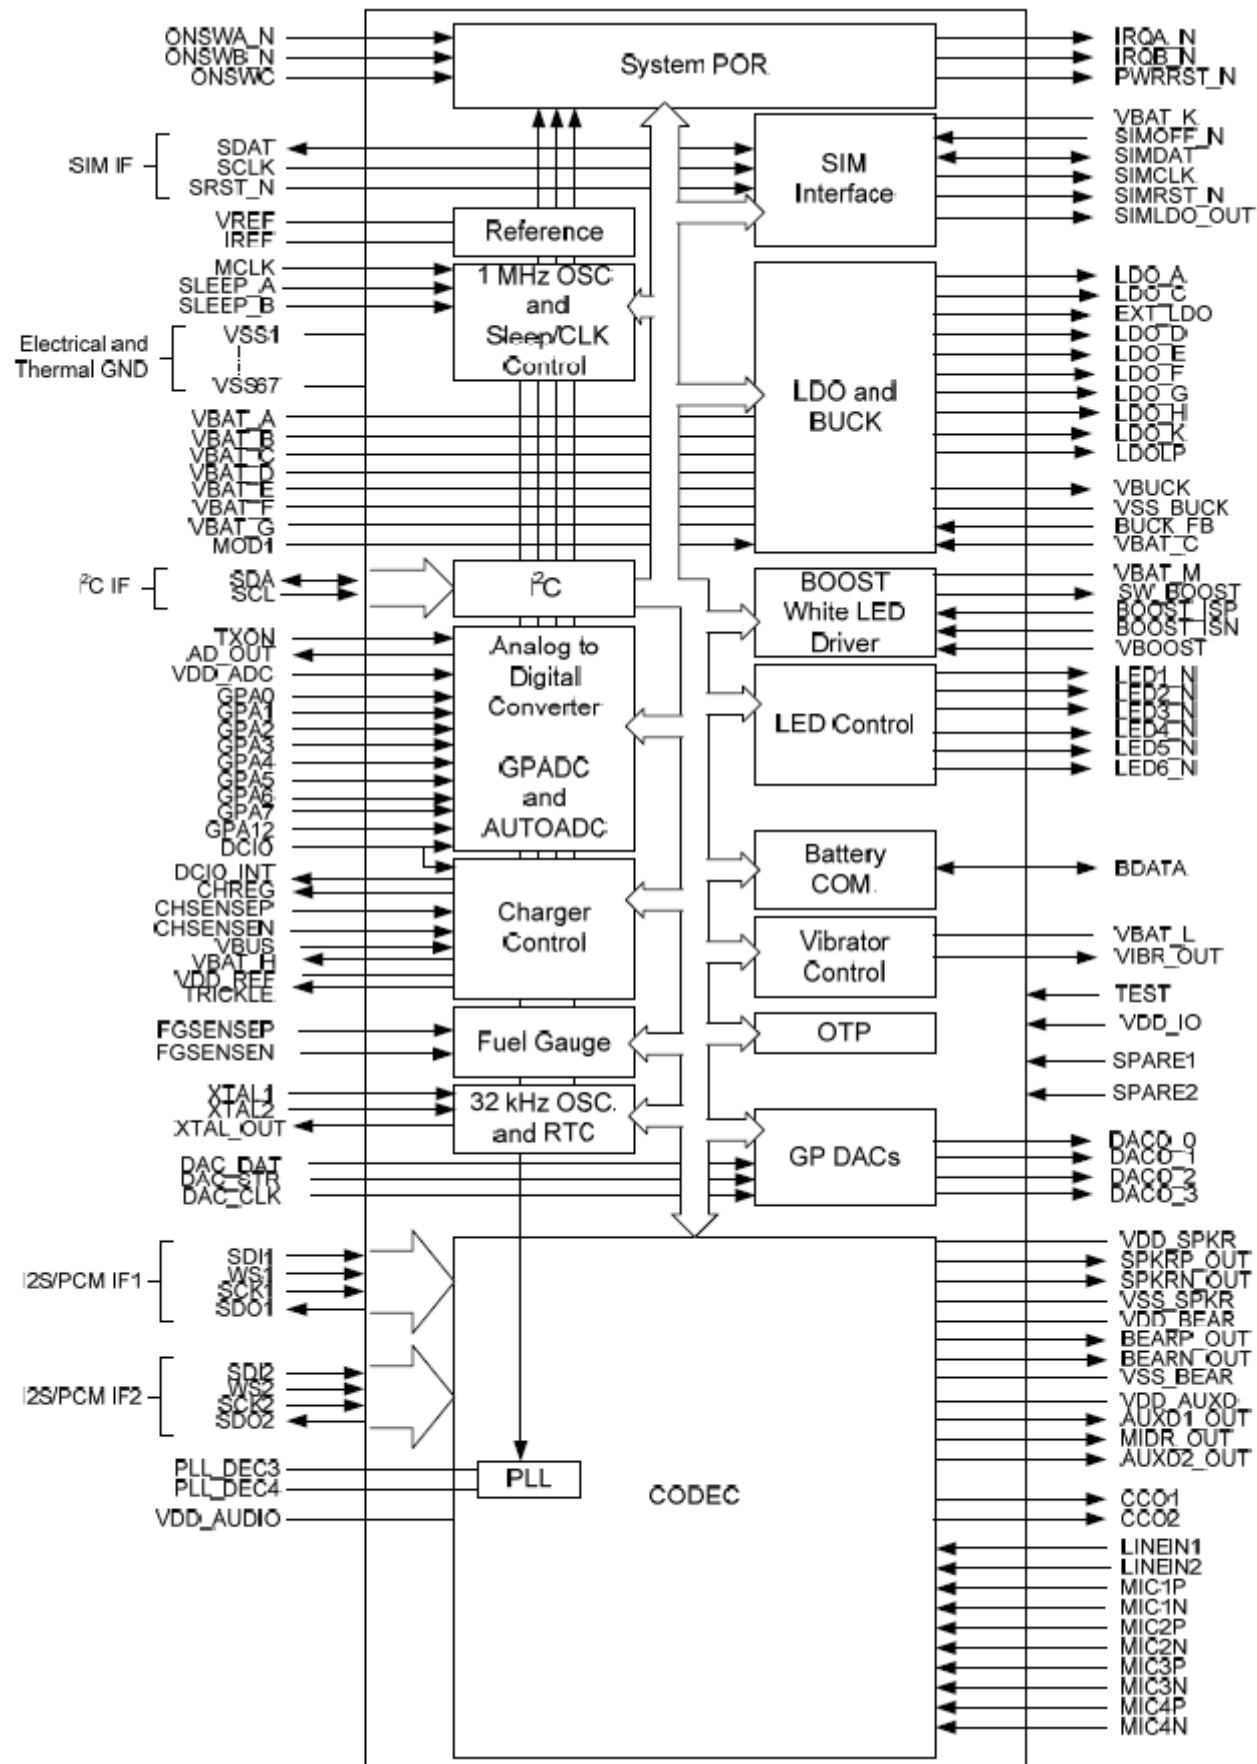 ONSWA_N
ONSWB_N
ONSWC
System POR
IRQA_N
IRQB_N
PWRRST_N
SIM IF
SDAT
SCLK
SRST_N
SIM
Interface
VBAT_K
SIMOFF_N
SIMDAT
SIMCLK
SIMRST_N
SIMLDO_OUT
VREF
IREF
Reference
MCLK
SLEEP_A
SLEEP_B
1 MHz OSC
and
Sleep/CLK
Control
Electrical and
Thermal GND
VSS1
VSS67
VBAT_A
VBAT_B
VBAT_C
VBAT_D
VBAT_E
VBAT_F
VBAT_G
MOD1
LDO and
BUCK
LDO_A
LDO_C
EXT_LDO
LDO_D
LDO_E
LDO_F
LDO_G
LDO_H
LDO_K
LDOLP
VBUCK
VSS_BUCK
BUCK_FB
VBAT_C
I²C IF
SDA
SCL
I²C
BOOST
White LED
Driver
VBAT_M
SW_BOOST
BOOST_ISP
BOOST_ISN
VBOOST
TXON
AD_OUT
VDD_ADC
GPA0
GPA1
GPA2
GPA3
GPA4
GPA5
GPA6
GPA7
GPA12
DCIO
Analog to
Digital
Converter
GPADC
and
AUTOADC
LED Control
LED1_N
LED2_N
LED3_N
LED4_N
LED5_N
LED6_N
DCIO_INT
CHREG
CHSENSEP
CHSENSEN
VBUS
VBAT_H
VDD_REF
TRICKLE
Charger
Control
Battery
COM.
BDATA
Vibrator
Control
VBAT_L
VIBR_OUT
TEST
VDD_IO
SPARE1
SPARE2
FGSENSEP
FGSENSEN
Fuel Gauge
OTP
XTAL1
XTAL2
XTAL_OUT
32 kHz OSC.
and RTC
DAC_DAT
DAC_STR
DAC_CLK
GP DACs
DACO_0
DACO_1
DACO_2
DACO_3
I2S/PCM IF1
SDI1
WS1
SCK1
SDO1
I2S/PCM IF2
SDI2
WS2
SCK2
SDO2
PLL_DEC3
PLL_DEC4
VDD_AUDIO
PLL
CODEC
VDD_SPKR
SPKRP_OUT
SPKRN_OUT
VSS_SPKR
VDD_BEAR
BEARP_OUT
BEARN_OUT
VSS_BEAR
VDD_AUXO
AUXO1_OUT
MIDR_OUT
AUXO2_OUT
CCO1
CCO2
LINEIN1
LINEIN2
MIC1P
MIC1N
MIC2P
MIC2N
MIC3P
MIC3N
MIC4P
MIC4N